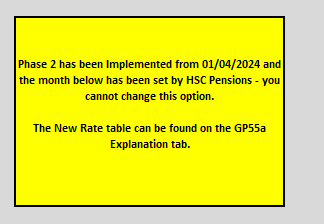 Phase 2 has been Implemented from 01/04/2024 and
the month below has been set by HSC Pensions - you
cannot change this option.
The New Rate table can be found on the GP55a
Explanation tab.